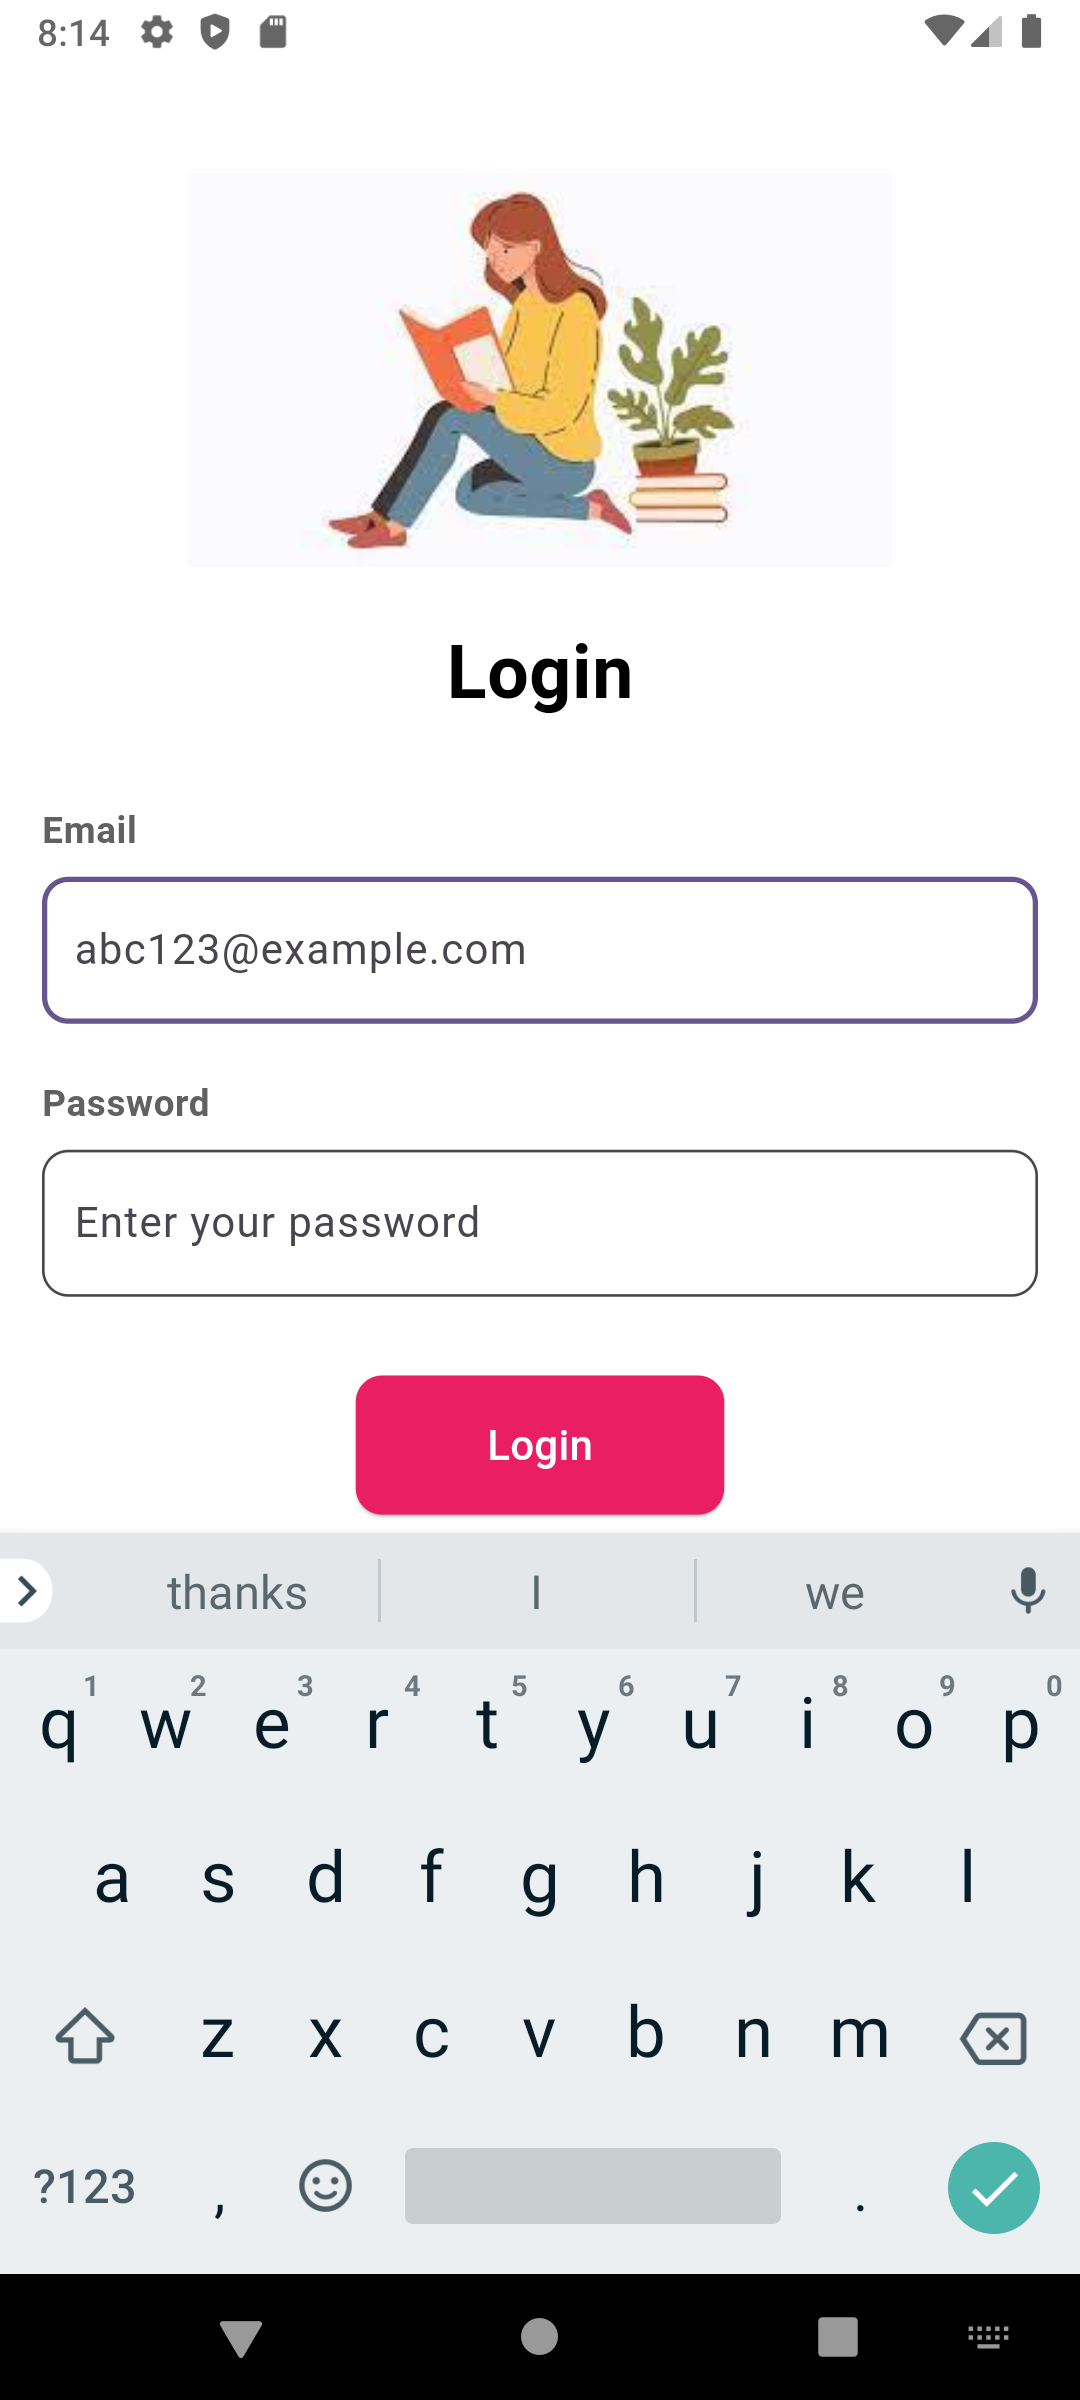 8:14
Login
Email
abc123@example.com
Password
Enter your password
Login
thanks I we
1 2 3 4 5 6 7 8 9 0
q w e r t y u i o p
a s d f g h j k l
z x c v b n m
?123 , .